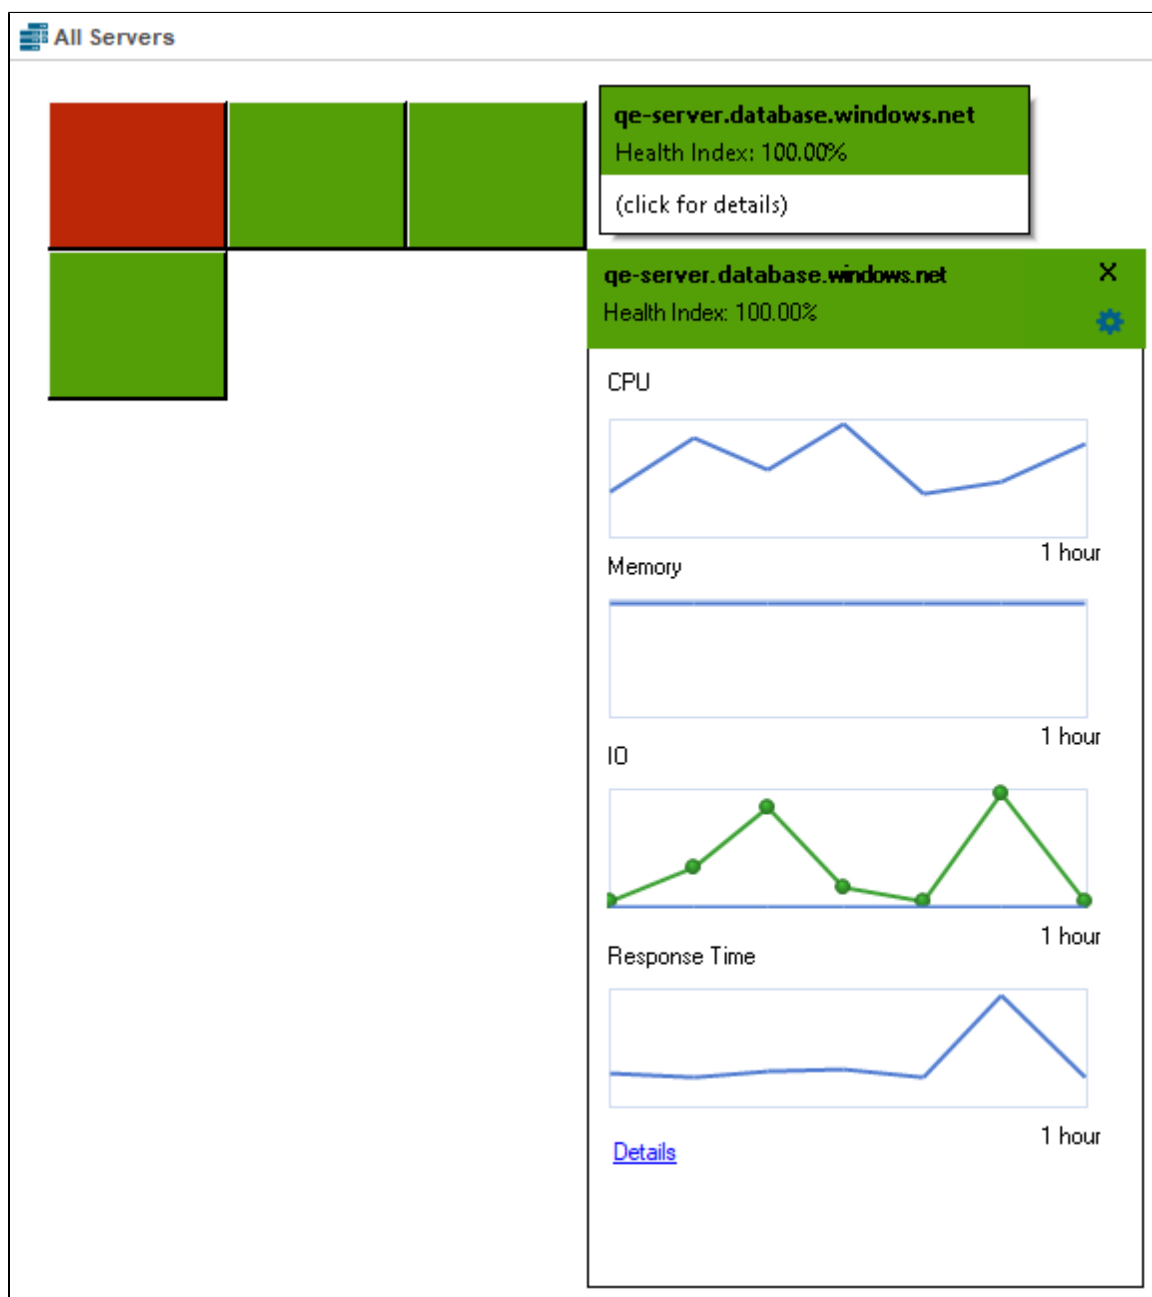 All Servers
qe-server.database.windows.net
Health Index: 100.00%
(click for details)
qe-server.database.windows.net
X
Health Index: 100.00%
CPU
1 hour
Memory
1 hour
IO
1 hour
Response Time
1 hour
Details